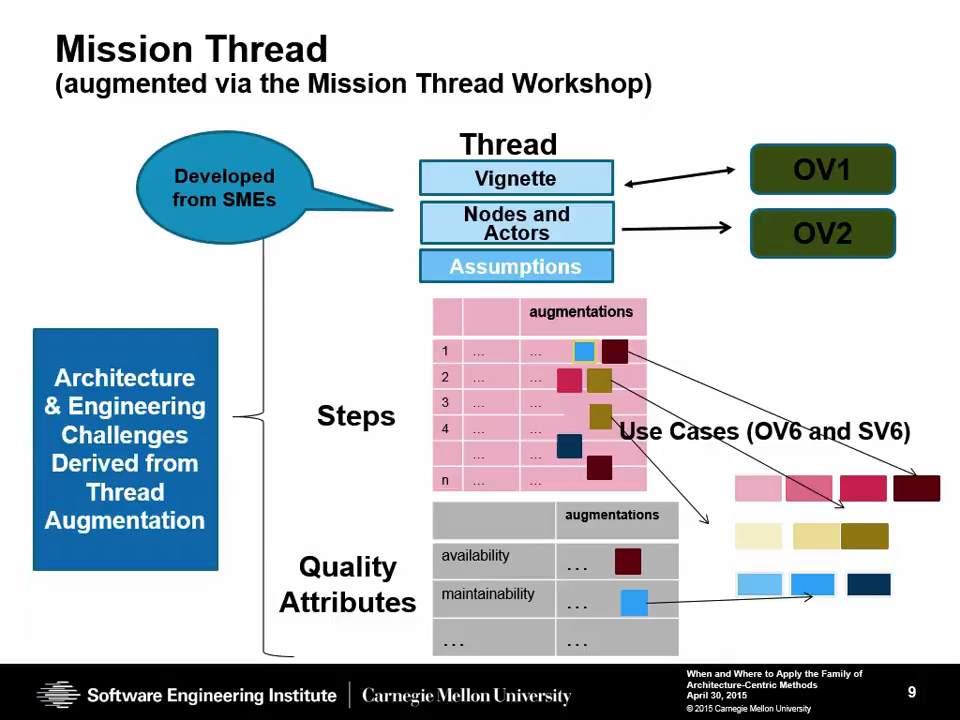 Mission Thread
(augmented via the Mission Thread Workshop)
Developed
from SMEs
Thread
Vignette
Nodes and
Actors
Assumptions
OV1
OV2
Architecture
& Engineering
Challenges
Derived from
Thread
Augmentation
Steps
augmentations
1 ... ...
2 ... ...
3 ... ...
4 ... ...
... ...
n ... ...
Use Cases (OV6 and SV6)
Quality
Attributes
augmentations
availability ...
maintainability ...
... ...
Software Engineering Institute
Carnegie Mellon University
When and Where to Apply the Family of
Architecture-Centric Methods
April 30, 2015
© 2015 Carnegie Mellon University
9